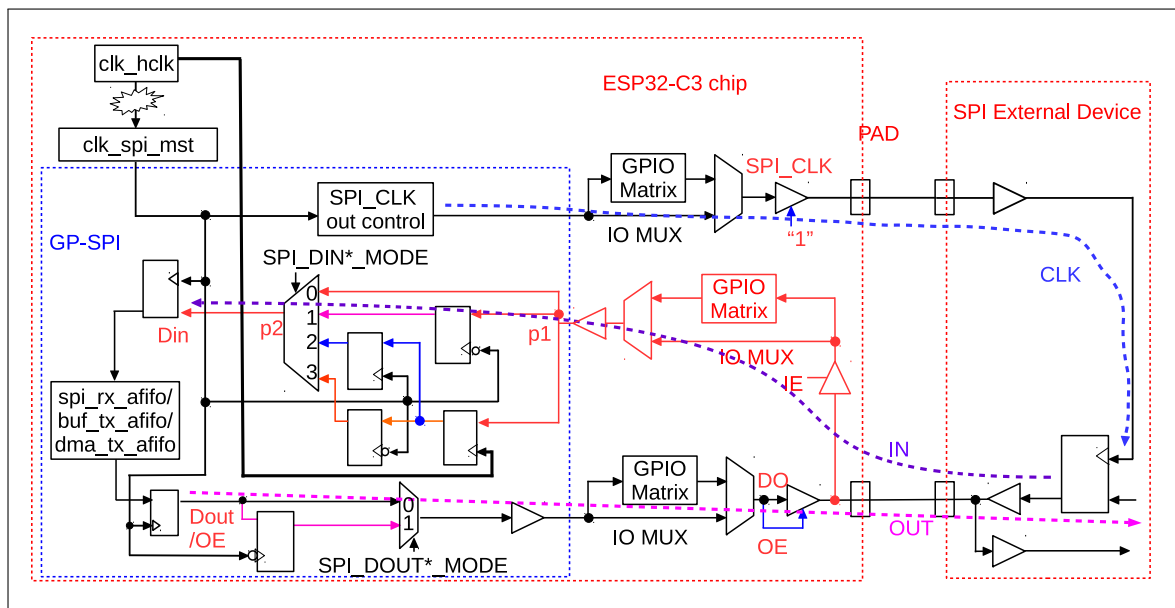 clk_hclk
ESP32-C3 chip
SPI External Device
PAD
clk_spi_mst
GPIO
Matrix
SPI_CLK
SPI_CLK
out control
IO MUX
“1”
GP-SPI
SPI_DIN*_MODE
CLK
0
1
2
3
p2
p1
Din
GPIO
Matrix
IO MUX
IE
spi_rx_afifo/
buf_tx_afifo/
dma_tx_afifo
IN
GPIO
Matrix
DO
Dout
/OE
0
1
OUT
IO MUX
OE
SPI_DOUT*_MODE